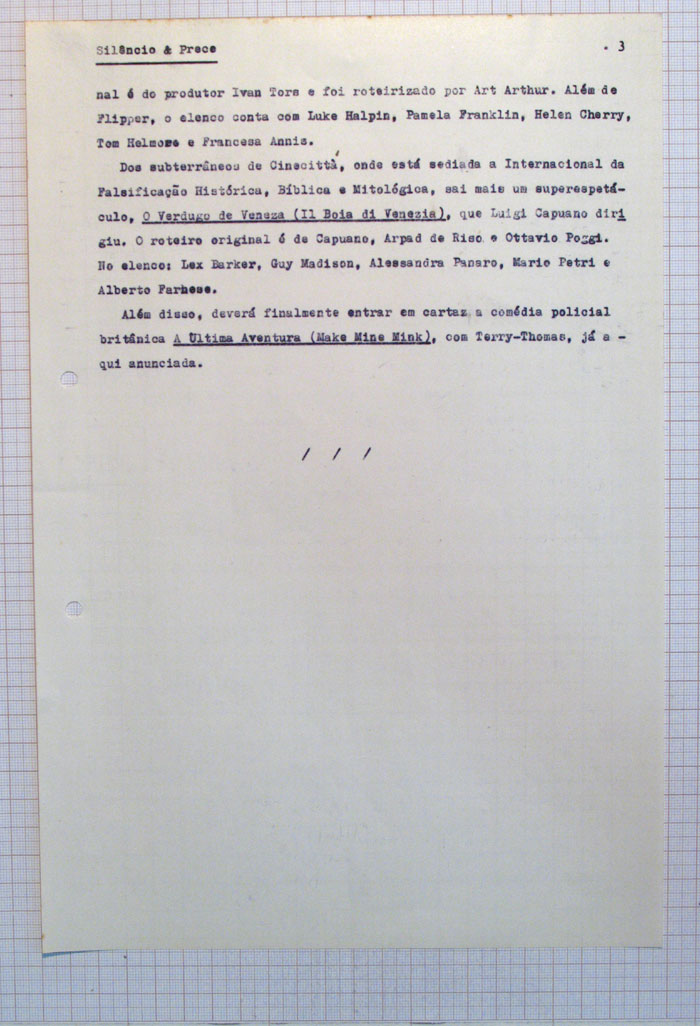 Silêncio & Prece . 3
nal é do produtor Ivan Tors e foi roteirizado por Art Arthur. Além de
Flipper, o elenco conta com Luke Halpin, Pamela Franklin, Helen Cherry,
Tom Helmore e Francesa Annis.
Dos subterrâneos de Cinecittà, onde está sediada a Internacional da
Falsificação Histórica, Bíblica e Mitológica, sai mais um superespetá-
culo, O Verdugo de Veneza (Il Boia di Venezia), que Luigi Capuano diri
giu. O roteiro original é de Capuano, Arpad de Riso e Ottavio Poggi.
No elenco: Lex Barker, Guy Madison, Alessandra Panaro, Mario Petri e
Alberto Farnese.
Além disso, deverá finalmente entrar em cartaz a comédia policial
britânica A Última Aventura (Make Mine Mink), com Terry-Thomas, já a -
qui anunciada.
/ / /